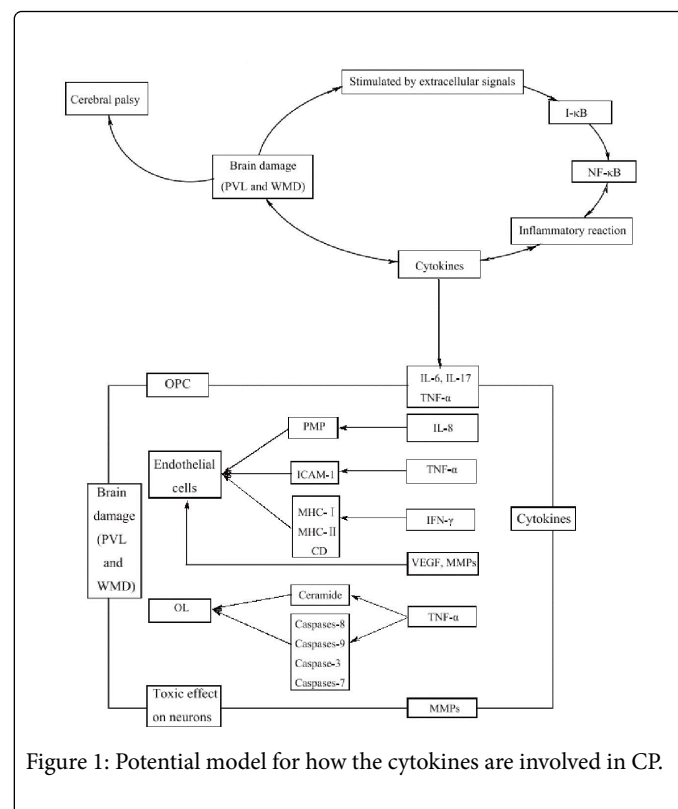 Stimulated by extracellular signals
Cerebral palsy
I-κB
Brain damage
(PVL and WMD)
NF-κB
Inflammatory reaction
Cytokines
OPC
IL-6, IL-17
TNF-α
PMP
IL-8
Endothelial
cells
ICAM-1
TNF-α
Brain
damage
(PVL
and
WMD)
MHC-Ⅰ
MHC-Ⅱ
CD
IFN-γ
Cytokines
VEGF, MMPs
OL
Ceramide
TNF-α
Caspases-8
Caspases-9
Caspase-3
Caspases-7
Toxic effect
on neurons
MMPs
Figure 1: Potential model for how the cytokines are involved in CP.